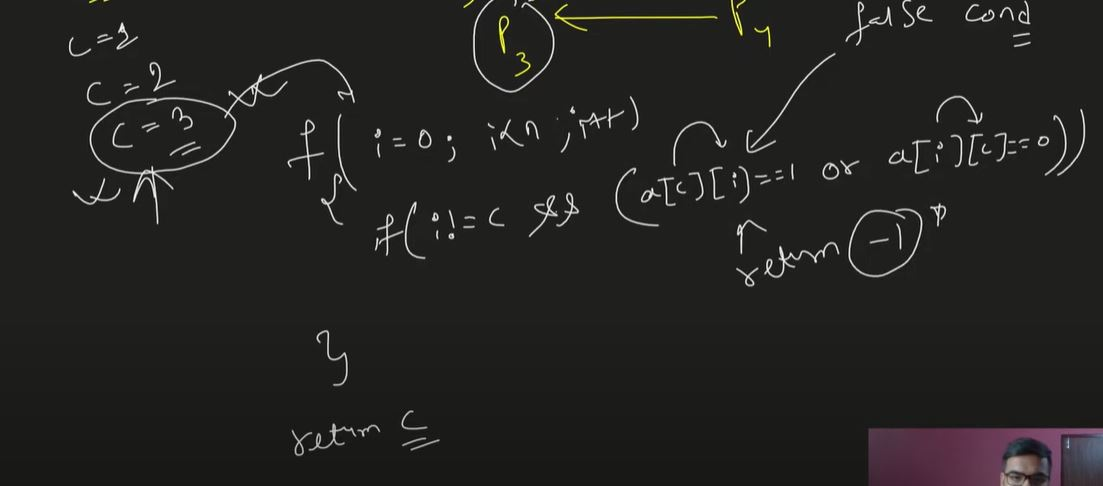 c=1
P3
P4
false cond
c=2
c=3
f( i=0; i<n ; i++)
{
if( i!=c && (a[c][i]==1 or a[i][c]==0))
return -1
}
return c